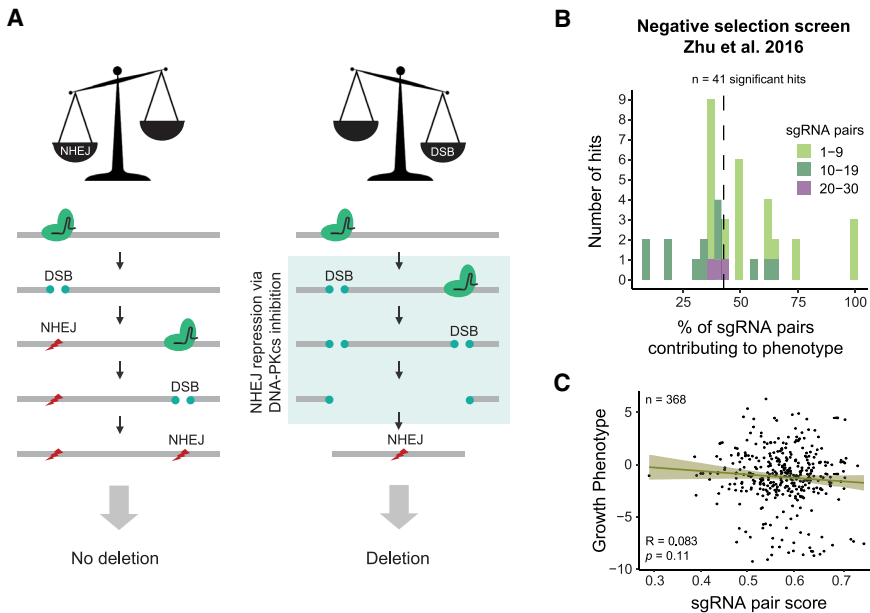 A
NHEJ
DSB
DSB
DSB
NHEJ
DSB
DSB
NHEJ
NHEJ
NHEJ repression via
DNA-PKcs inhibition
No deletion
Deletion
B
Negative selection screen
Zhu et al. 2016
n = 41 significant hits
sgRNA pairs
1−9
10−19
20−30
Number of hits
9
8
7
6
5
4
3
2
1
0
25
50
75
100
% of sgRNA pairs
contributing to phenotype
C
n = 368
Growth Phenotype
5
0
−5
−10
R = 0.083
p = 0.11
0.3
0.4
0.5
0.6
0.7
sgRNA pair score